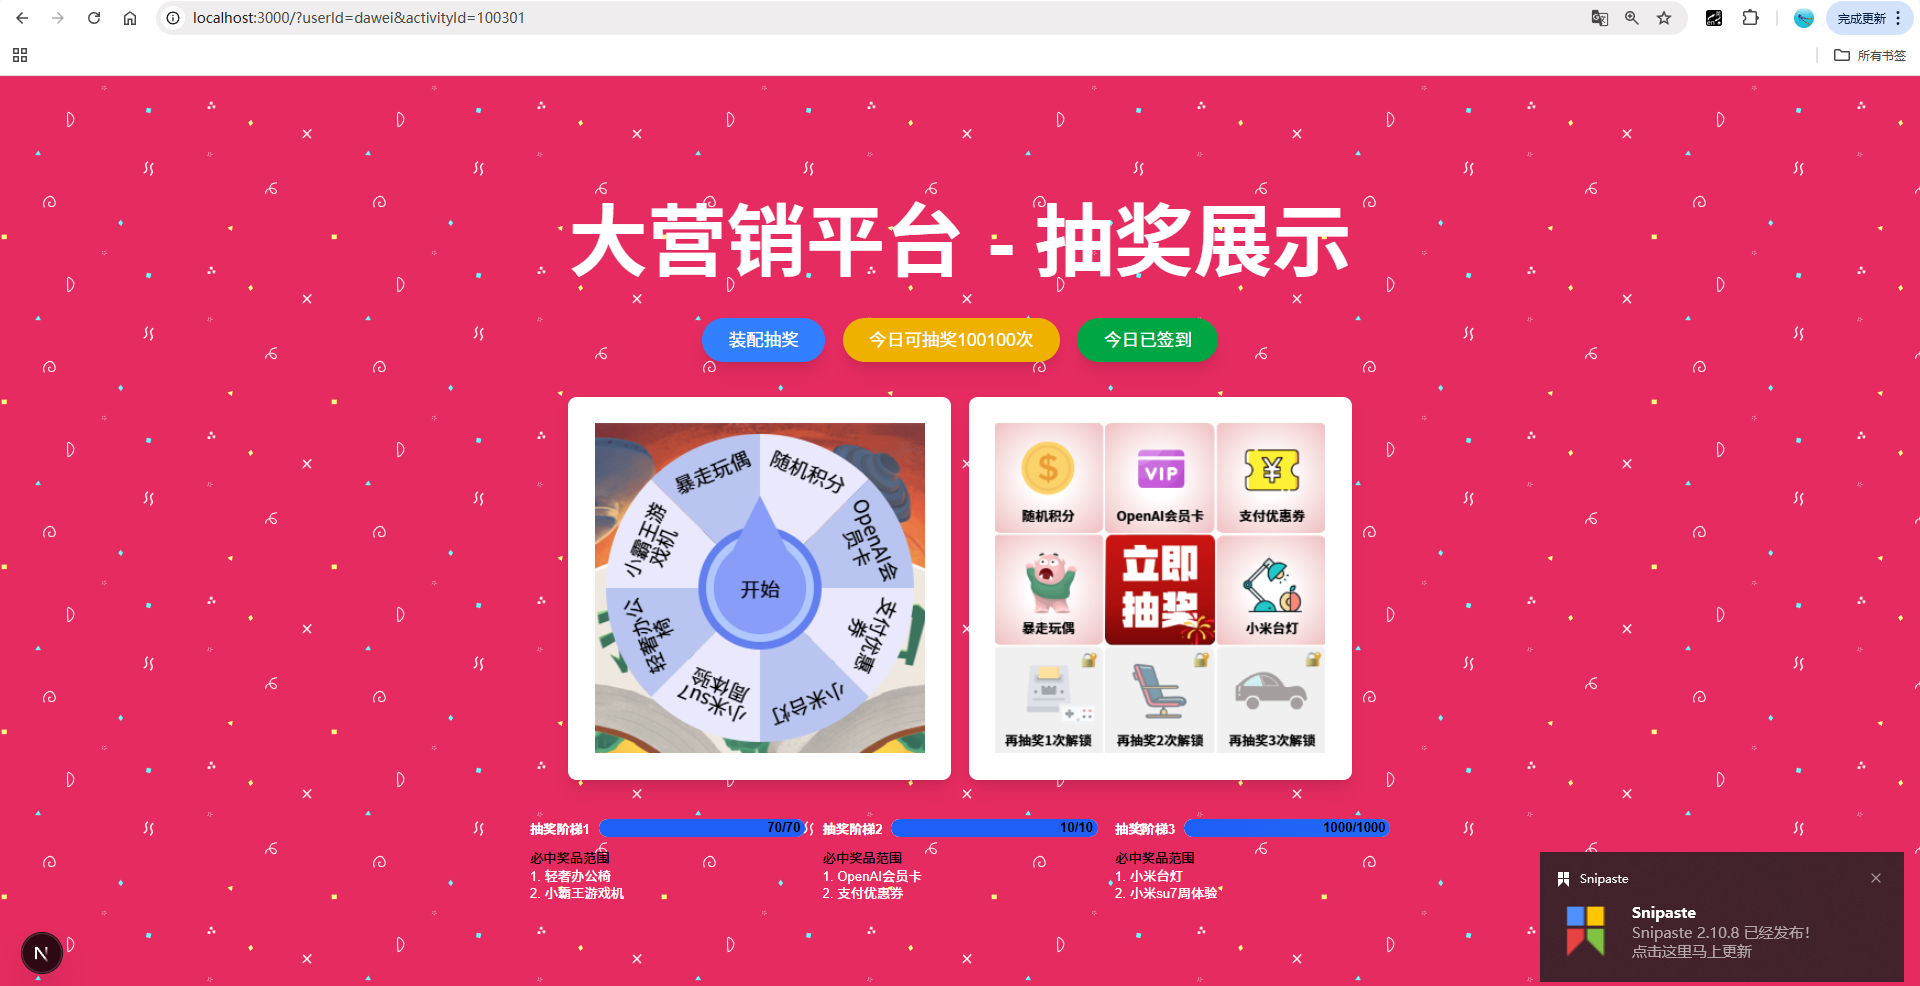 localhost:3000/?userId=dawei&activityId=100301
完成更新
所有书签
大营销平台 - 抽奖展示
装配抽奖
今日可抽奖100100次
今日已签到
暴走玩偶
随机积分
OpenAI会
员卡
支付优惠
券
小米台灯
小米su7
周体验
轻奢办公
椅
小霸王游
戏机
开始
随机积分
VIP
OpenAI会员卡
支付优惠券
暴走玩偶
立即
抽奖
小米台灯
再抽奖1次解锁
再抽奖2次解锁
再抽奖3次解锁
抽奖阶梯1
70/70
必中奖品范围
1. 轻奢办公椅
2. 小霸王游戏机
抽奖阶梯2
10/10
必中奖品范围
1. OpenAI会员卡
2. 支付优惠券
抽奖阶梯3
1000/1000
必中奖品范围
1. 小米台灯
2. 小米su7周体验
N
Snipaste
Snipaste
Snipaste 2.10.8 已经发布!
点击这里马上更新